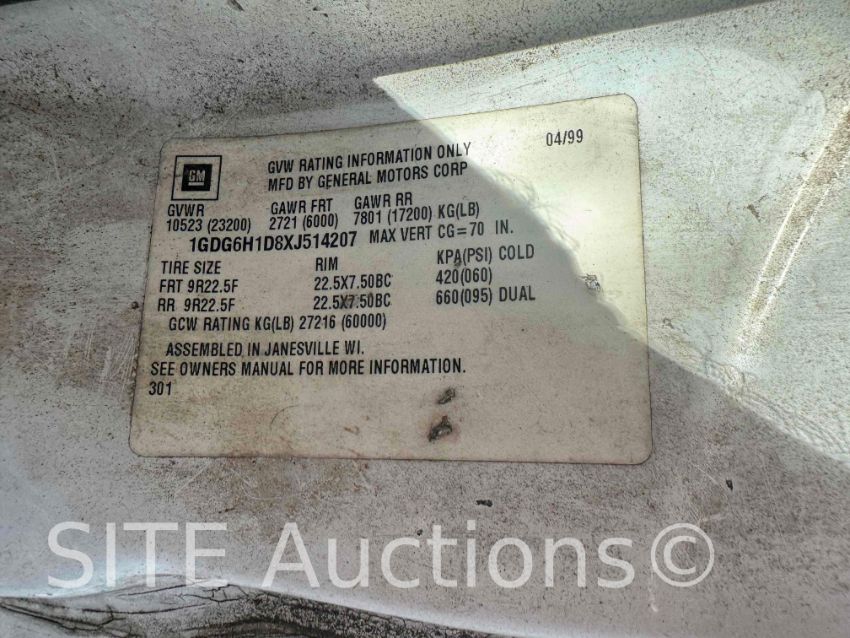 04/99
GM
GVW RATING INFORMATION ONLY
MFD BY GENERAL MOTORS CORP
GVWR GAWR FRT GAWR RR
10523 (23200) 2721 (6000) 7801 (17200) KG(LB)
1GDG6H1D8XJ514207 MAX VERT CG=70 IN.
TIRE SIZE RIM KPA(PSI) COLD
FRT 9R22.5F 22.5X7.50BC 420(060)
RR 9R22.5F 22.5X7.50BC 660(095) DUAL
GCW RATING KG(LB) 27216 (60000)
ASSEMBLED IN JANESVILLE WI.
SEE OWNERS MANUAL FOR MORE INFORMATION.
301
SITE Auctions©